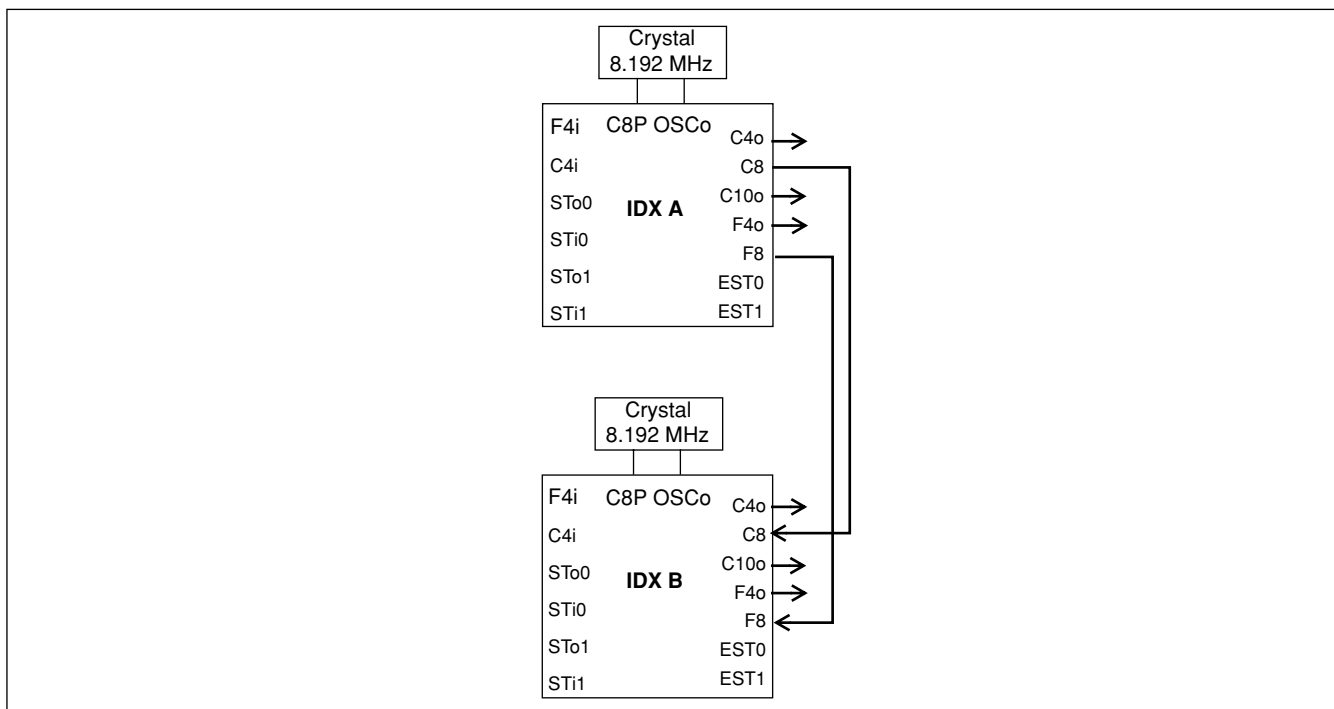 Crystal
8.192 MHz
F4i
C8P OSCo
C4o
C4i
C8
STo0
IDX A
C10o
STi0
F4o
STo1
F8
EST0
STi1
EST1
Crystal
8.192 MHz
F4i
C8P OSCo
C4o
C4i
C8
STo0
IDX B
C10o
STi0
F4o
STo1
F8
EST0
STi1
EST1